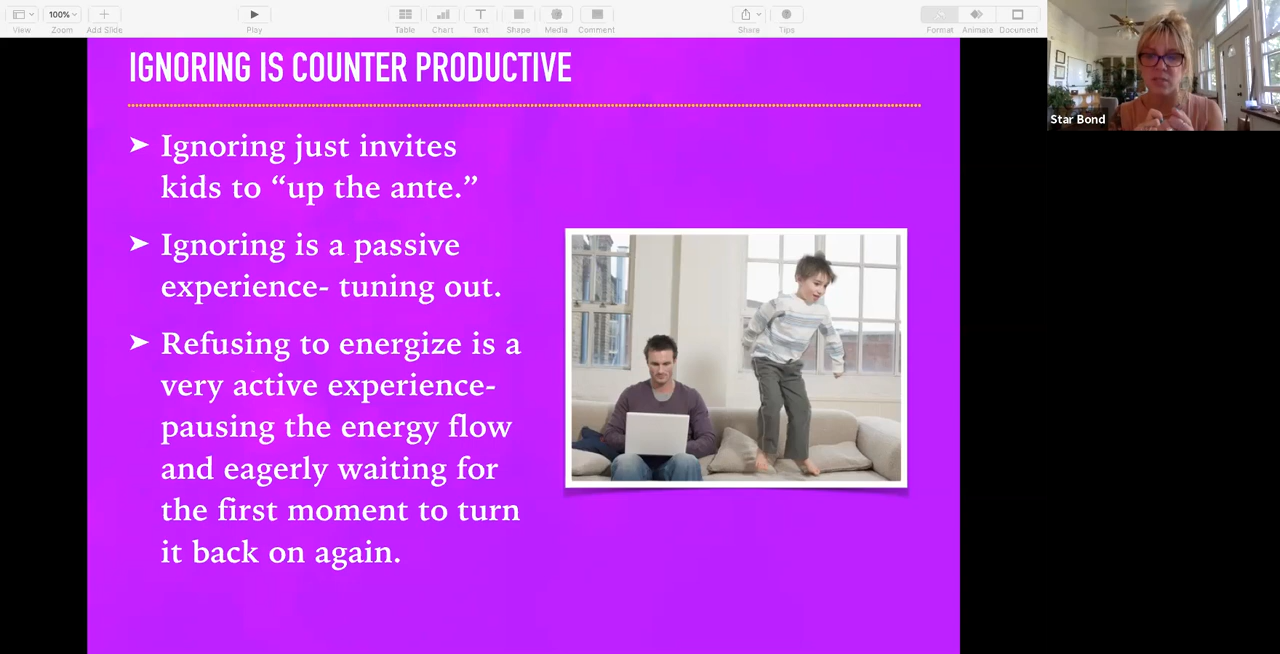 View
100%
Zoom
Add Slide
Play
Table
Chart
Text
Shape
Media
Comment
Share
Tips
Format
Animate
Document
Star Bond
IGNORING IS COUNTER PRODUCTIVE
➤ Ignoring just invites
kids to “up the ante.”
➤ Ignoring is a passive
experience- tuning out.
➤ Refusing to energize is a
very active experience-
pausing the energy flow
and eagerly waiting for
the first moment to turn
it back on again.